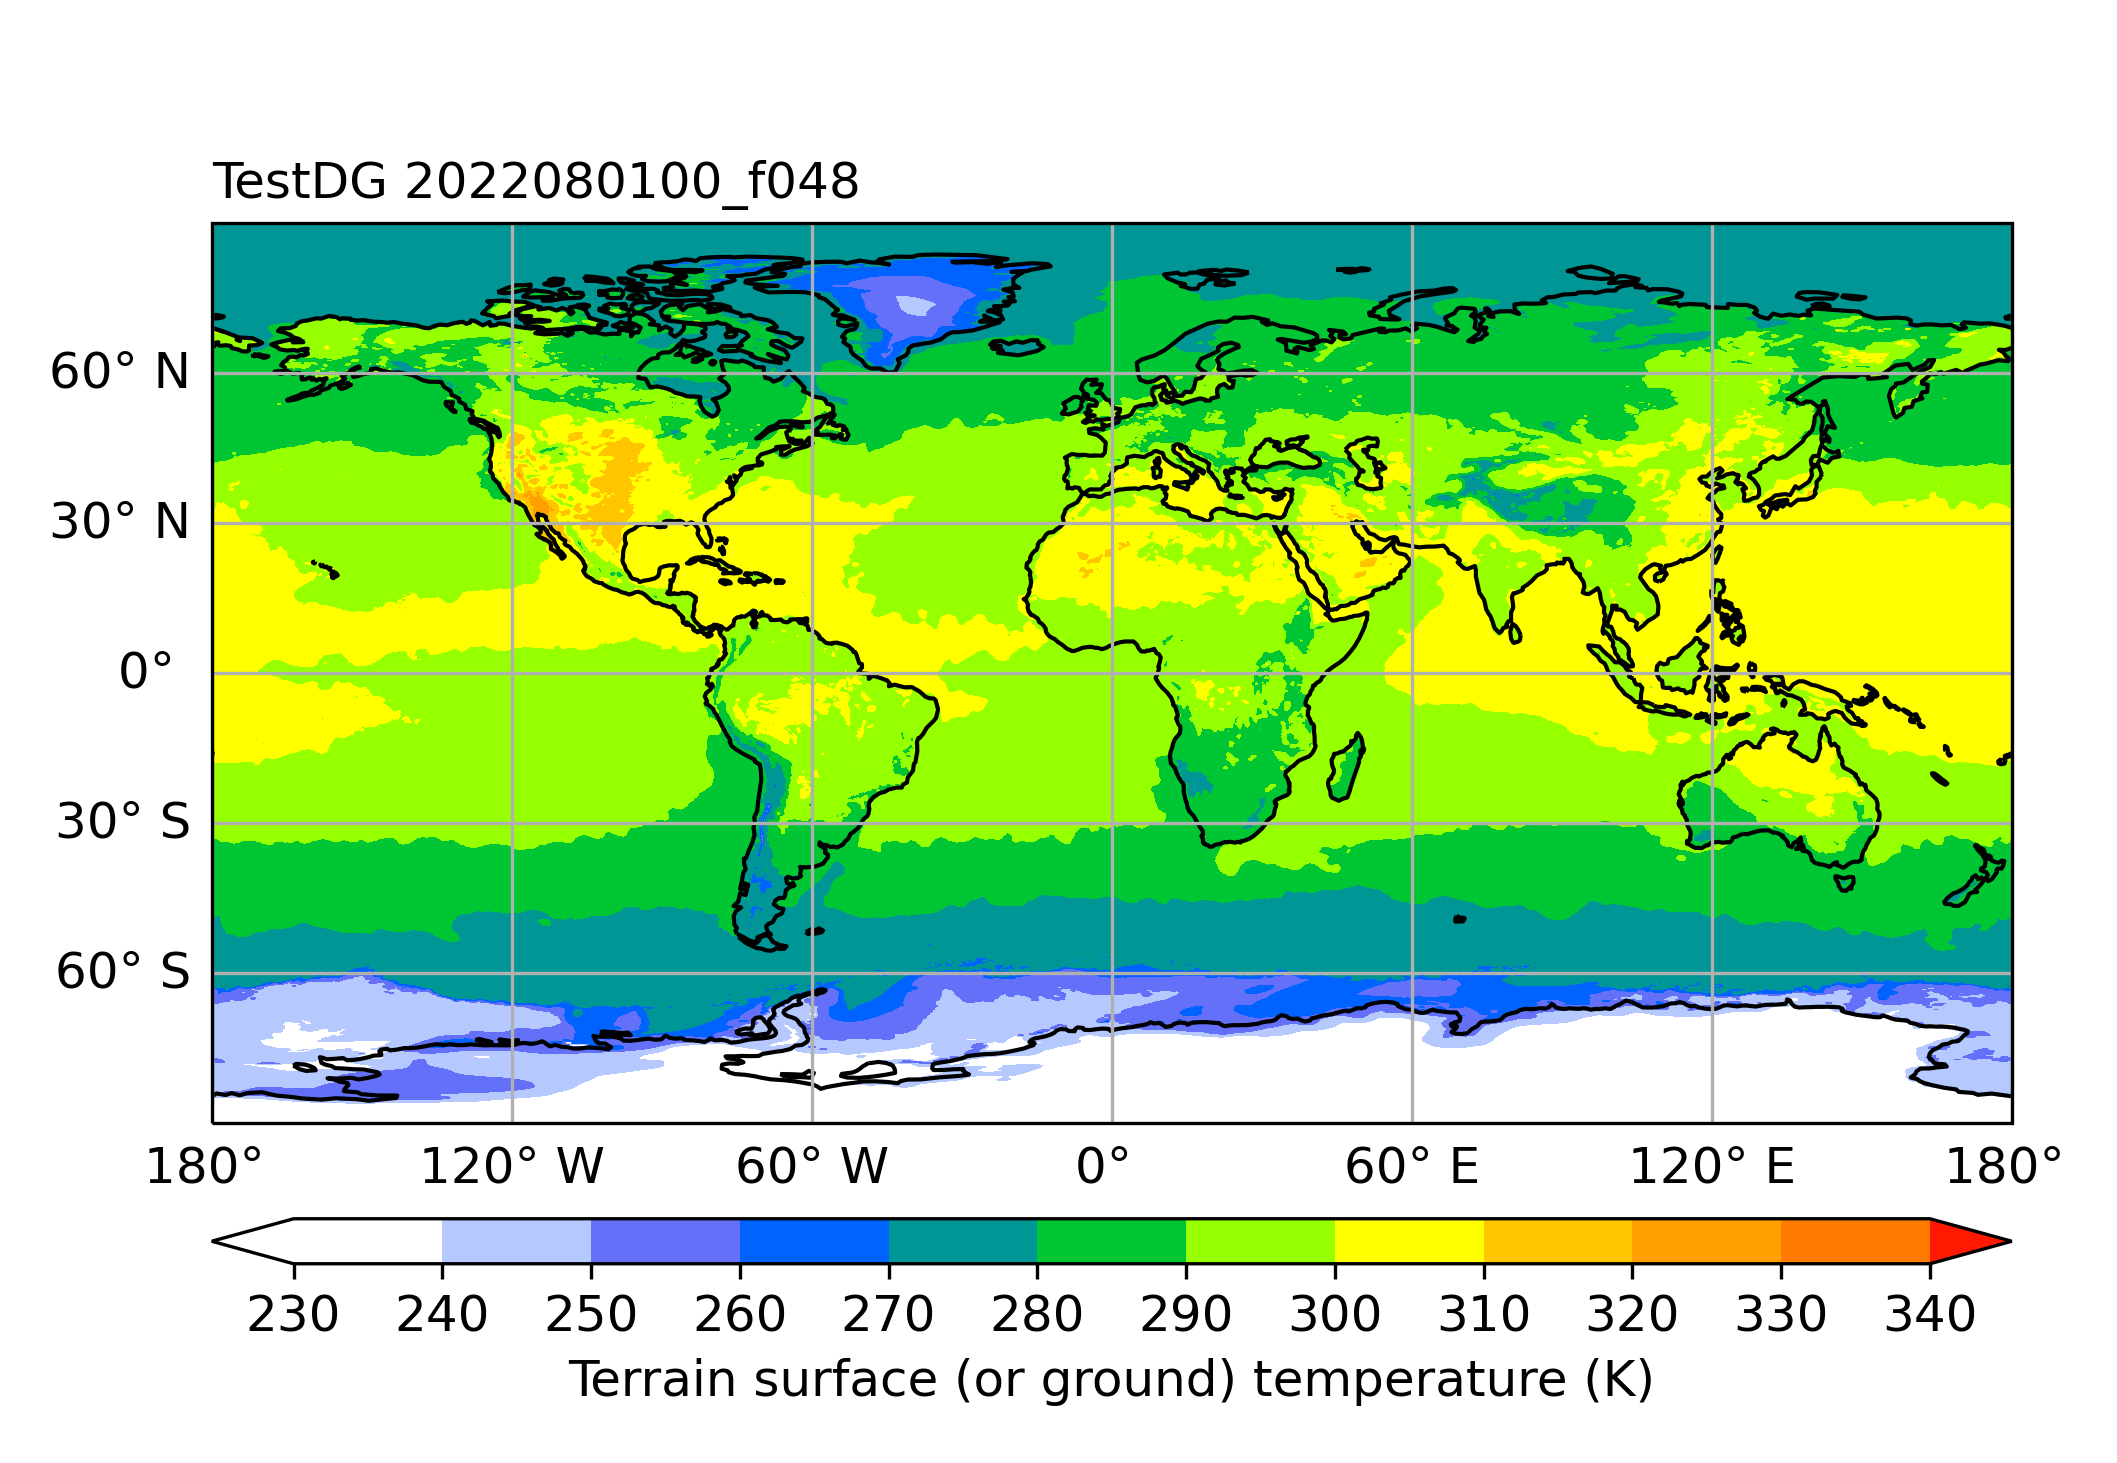 TestDG 2022080100_f048
60° N
30° N
0°
30° S
60° S
180° 120° W 60° W 0° 60° E 120° E 180°
230 240 250 260 270 280 290 300 310 320 330 340
Terrain surface (or ground) temperature (K)